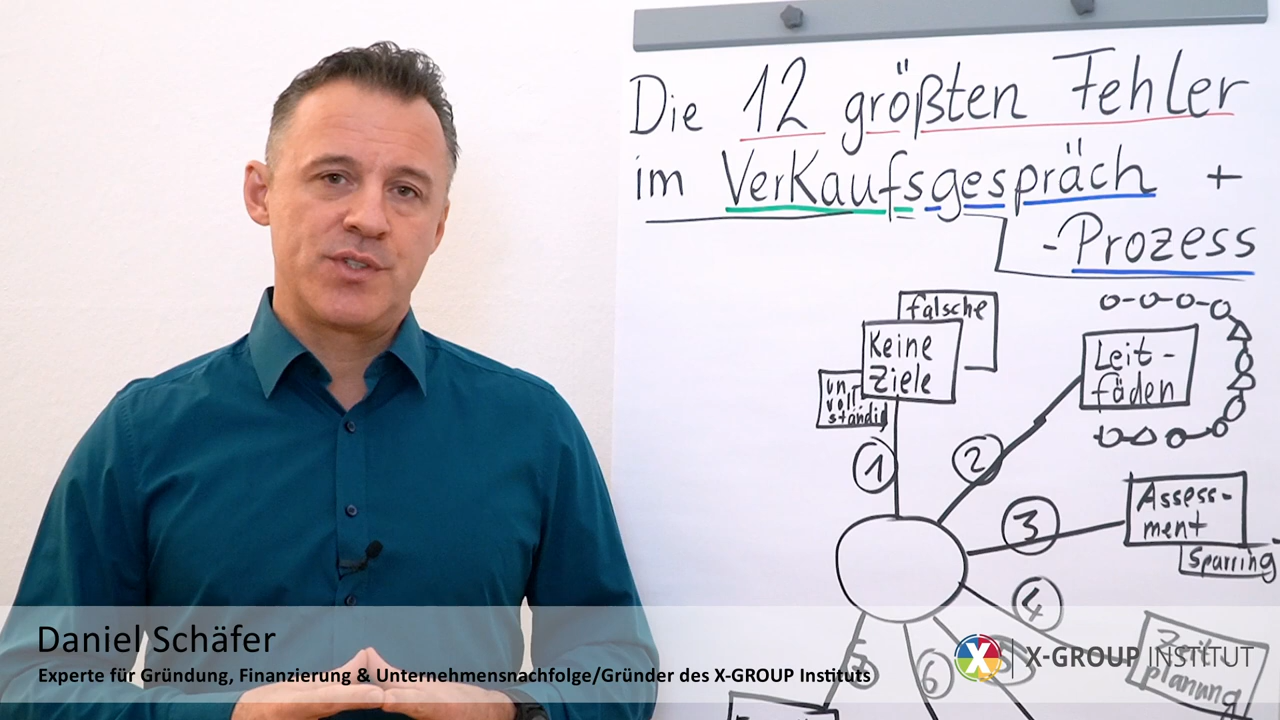 Die 12 größten Fehler
im Verkaufsgespräch +
-Prozess
falsche
Keine
Ziele
un
voll
ständig
Leit-
fäden
Assess-
ment
Sparring
1
2
3
4
5
6
Zeit
planung
Daniel Schäfer
Experte für Gründung, Finanzierung & Unternehmensnachfolge/Gründer des X-GROUP Instituts
X
X-GROUP INSTITUT